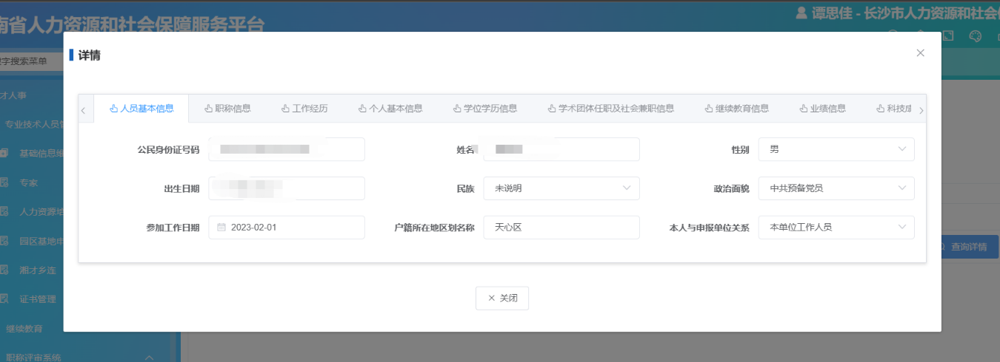 南省人力资源和社会保障服务平台
谭思佳 - 长沙市人力资源和社会保
字搜索菜单
详情
才人事
专业技术人员管
基础信息维
专家
人力资源培
园区基地申
湘才乡连
证书管理
继续教育
职称评审系统
人员基本信息 职称信息 工作经历 个人基本信息 学位学历信息 学术团体任职及社会兼职信息 继续教育信息 业绩信息 科技成
公民身份证号码 姓名 性别 男
出生日期 民族 未说明 政治面貌 中共预备党员
参加工作日期 2023-02-01 户籍所在地区划名称 天心区 本人与申报单位关系 本单位工作人员
查询详情
关闭